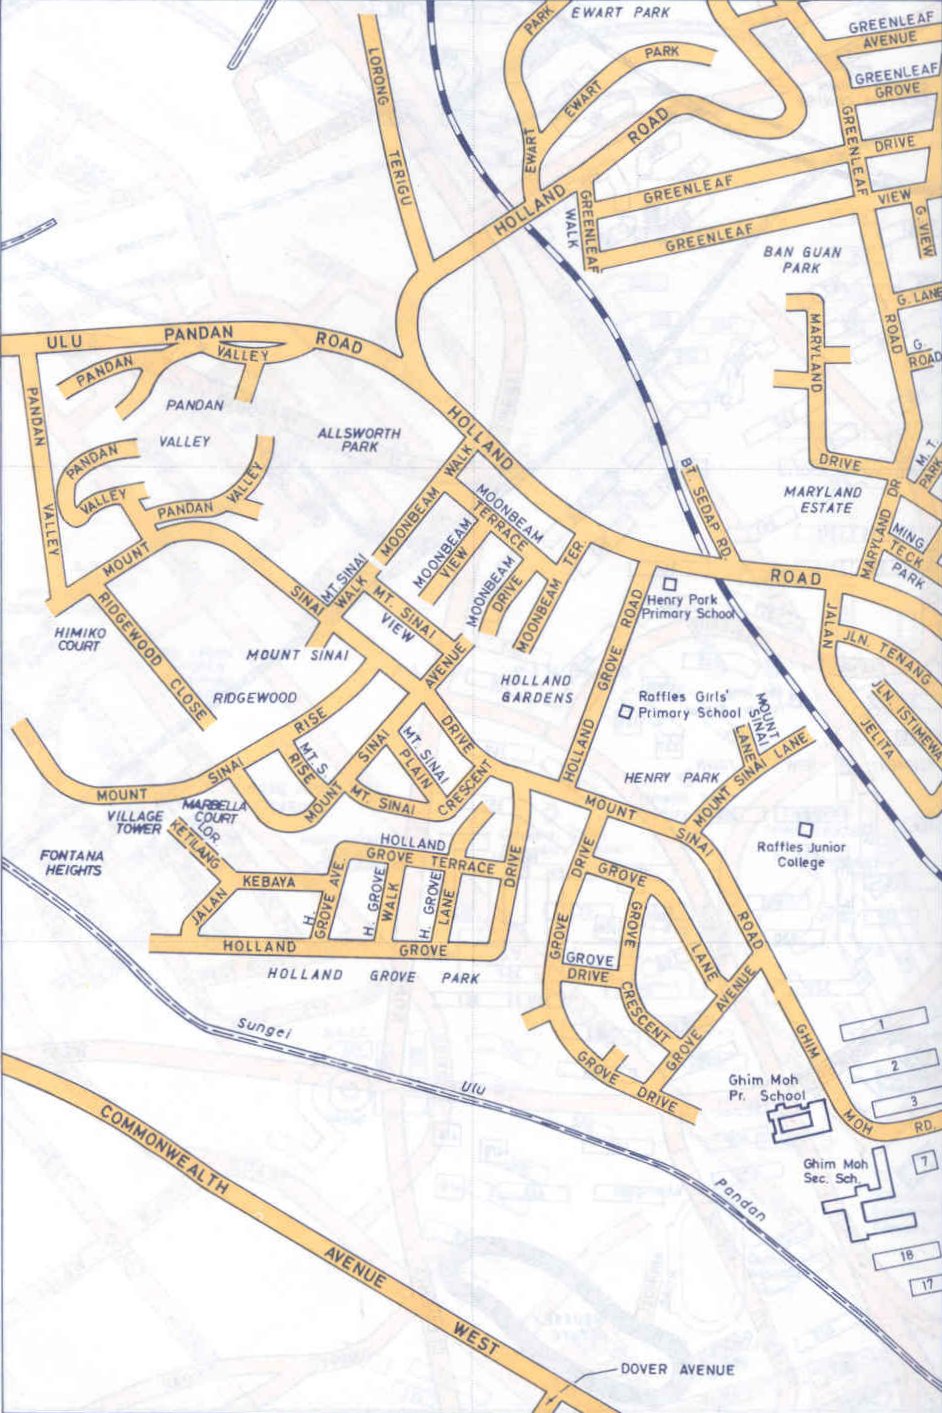 PARK
EWART PARK
GREENLEAF
AVENUE
PARK
EWART
GREENLEAF
GROVE
LORONG
TERIGU
EWART
ROAD
HOLLAND
GREENLEAF
DRIVE
GREENLEAF
WALK
GREENLEAF
GREENLEAF
VIEW
G. VIEW
GREENLEAF
BAN GUAN
PARK
G. LANE
ROAD
G.
ROAD
MARYLAND
DRIVE
ULU
PANDAN
ROAD
PANDAN
VALLEY
PANDAN
VALLEY
PANDAN
VALLEY
PANDAN
VALLEY
PANDAN
VALLEY
ALLSWORTH
PARK
HOLLAND
M. T.
PARK
MARYLAND
ESTATE
MARYLAND DR
MING
TECK
PARK
BT. SEDAP RD.
MOONBEAM
WALK
MOONBEAM
TERRACE
MOONBEAM
VIEW
MOONBEAM
DRIVE
MOONBEAM TER.
MOUNT
SINAI
MT SINAI
WALK
MT. SINAI
VIEW
AVENUE
RIDGEWOOD
CLOSE
HIMIKO
COURT
MOUNT SINAI
RIDGEWOOD
ROAD
Henry Park
Primary School
HOLLAND GROVE ROAD
HOLLAND
GARDENS
Raffles Girls'
Primary School
JALAN
JELITA
JLN. TENANG
JLN. ISTIMEWA
MOUNT
SINAI
LANE
MOUNT SINAI LANE
HENRY PARK
MOUNT
SINAI
RISE
MT. S.
RISE
MOUNT
SINAI
MT. SINAI
PLAIN
DRIVE
MT. SINAI
CRESCENT
MOUNT
SINAI
ROAD
VILLAGE
TOWER
MARBELLA
COURT
LOR.
KETILANG
FONTANA
HEIGHTS
JALAN
KEBAYA
HOLLAND
GROVE TERRACE
H.
GROVE AVE.
H. GROVE
WALK
H. GROVE
LANE
DRIVE
HOLLAND
GROVE
HOLLAND GROVE PARK
Raffles Junior
College
DRIVE
GROVE
GROVE
LANE
GROVE
CRESCENT
GROVE
DRIVE
GROVE
AVENUE
GROVE
DRIVE
GHIM
MOH
RD.
1
2
3
7
18
17
Ghim Moh
Pr. School
Ghim Moh
Sec. Sch.
Sungei
Ulu
Pandan
COMMONWEALTH
AVENUE
WEST
DOVER AVENUE